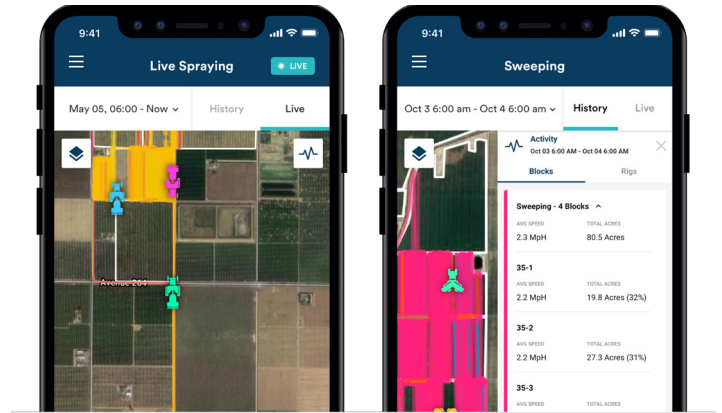 9:41
Live Spraying
LIVE
May 05, 06:00 - Now
History
Live
Avenue 264
9:41
Sweeping
Oct 3 6:00 am - Oct 4 6:00 am
History
Live
Activity
Oct 03 6:00 AM - Oct 04 6:00 AM
Blocks
Rigs
Sweeping - 4 Blocks
AVG SPEED TOTAL ACRES
2.3 MpH 80.5 Acres
35-1
AVG SPEED TOTAL ACRES
2.2 MpH 19.8 Acres (32%)
35-2
AVG SPEED TOTAL ACRES
2.2 MpH 27.3 Acres (31%)
35-3
AVG SPEED TOTAL ACRES